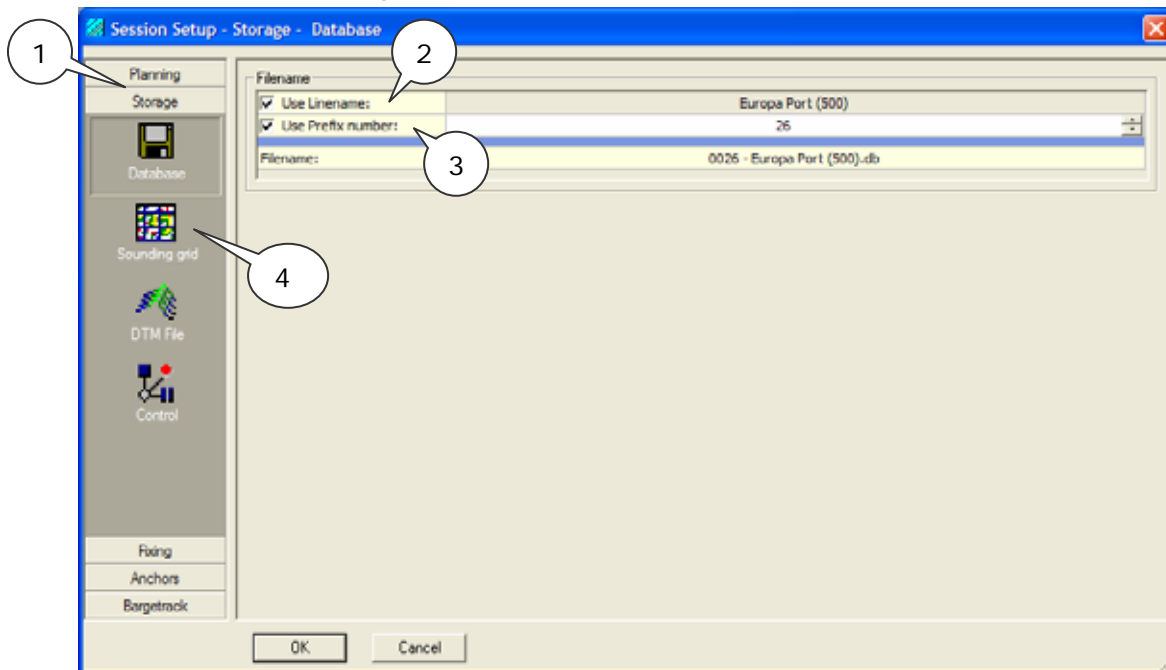 Session Setup - Storage - Database
1
2
Planning
Storage
Database
Sounding grid
DTM File
Control
Fixing
Anchors
Bargetrack
Filename
Use Linename: Europa Port (500)
Use Prefix number: 26
Filename: 0026 - Europa Port (500).db
3
4
OK Cancel